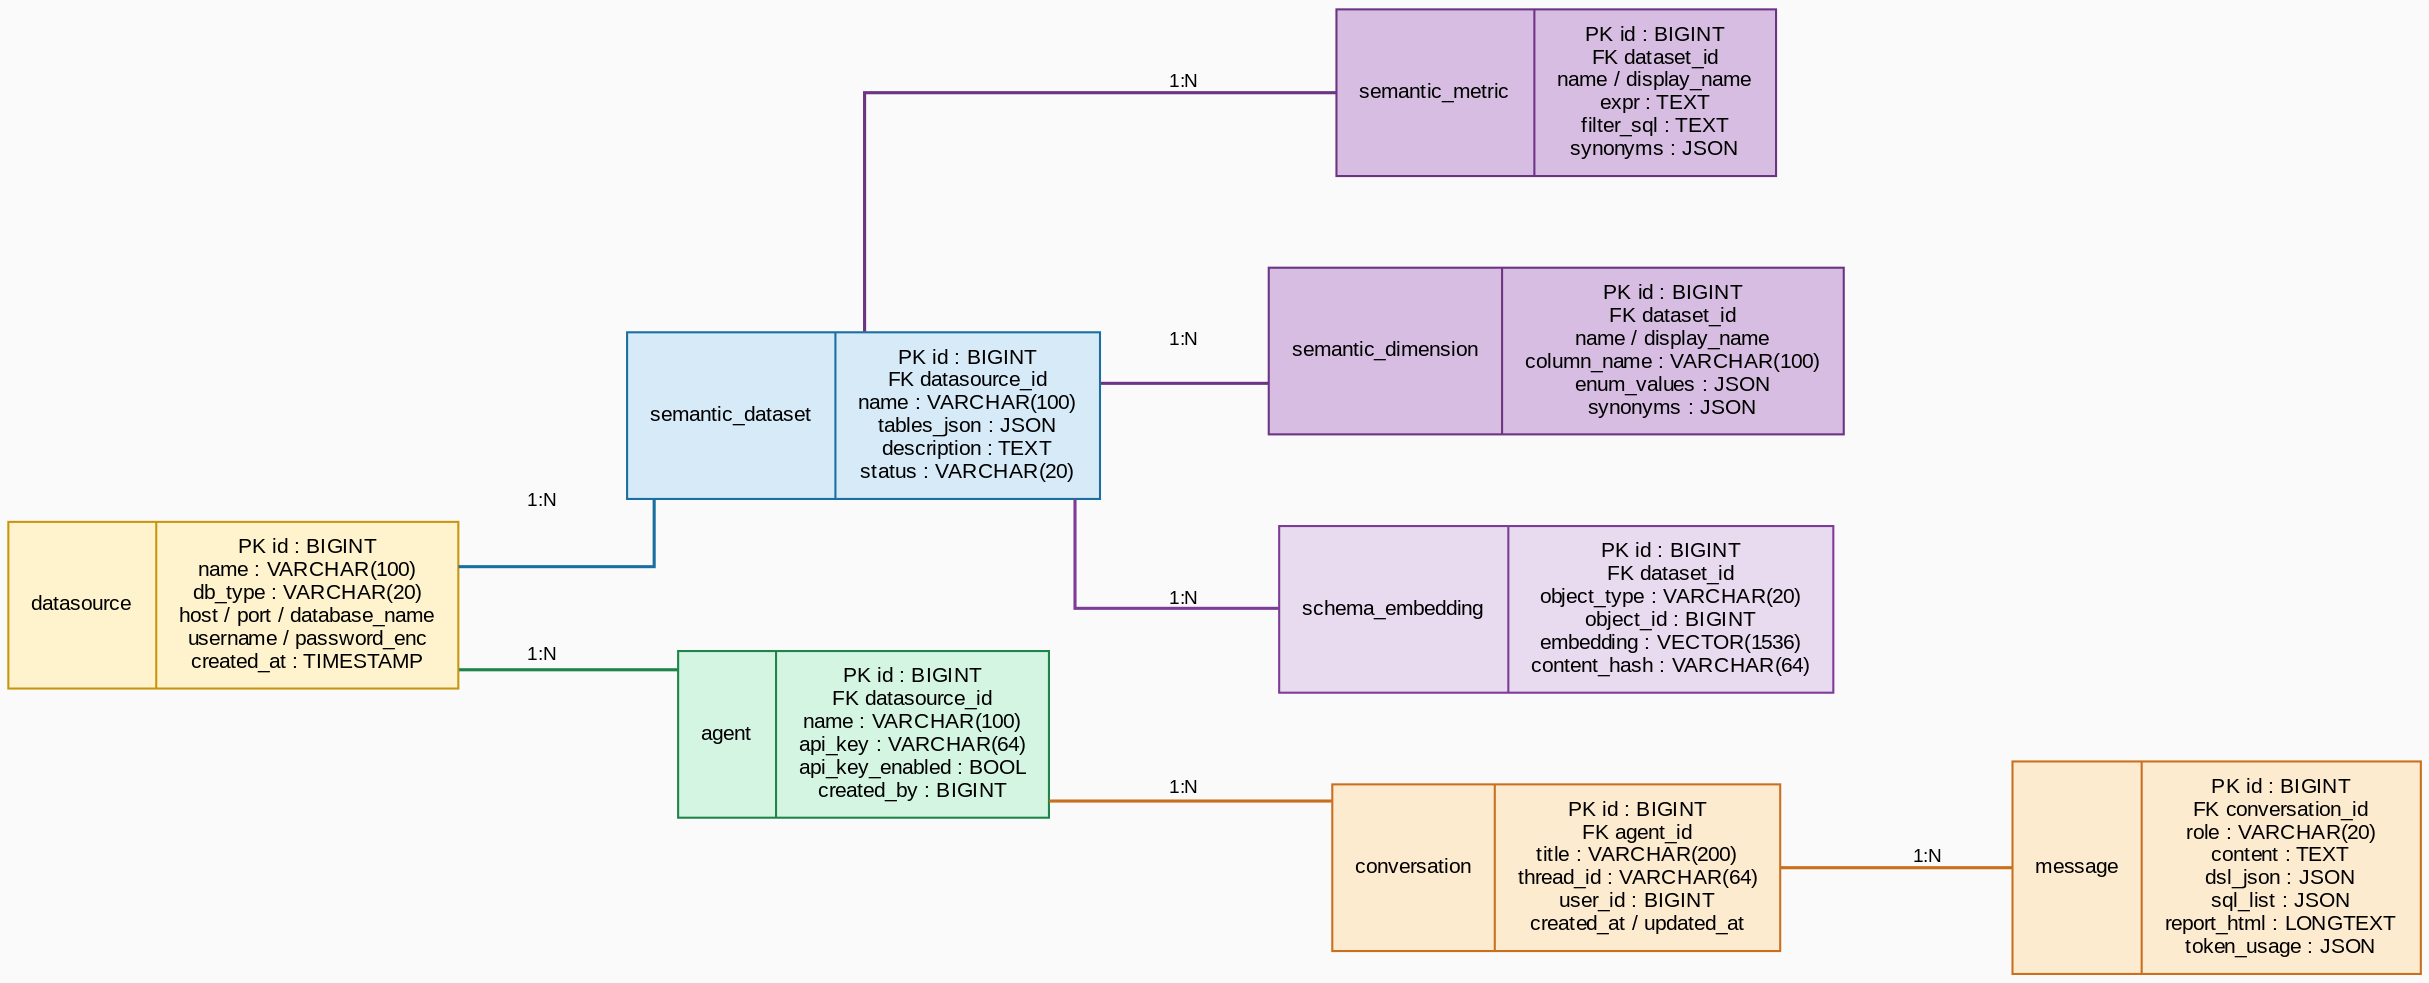 datasource
PK id : BIGINT
name : VARCHAR(100)
db_type : VARCHAR(20)
host / port / database_name
username / password_enc
created_at : TIMESTAMP
1:N
semantic_dataset
PK id : BIGINT
FK datasource_id
name : VARCHAR(100)
tables_json : JSON
description : TEXT
status : VARCHAR(20)
1:N
semantic_metric
PK id : BIGINT
FK dataset_id
name / display_name
expr : TEXT
filter_sql : TEXT
synonyms : JSON
1:N
semantic_dimension
PK id : BIGINT
FK dataset_id
name / display_name
column_name : VARCHAR(100)
enum_values : JSON
synonyms : JSON
1:N
schema_embedding
PK id : BIGINT
FK dataset_id
object_type : VARCHAR(20)
object_id : BIGINT
embedding : VECTOR(1536)
content_hash : VARCHAR(64)
1:N
agent
PK id : BIGINT
FK datasource_id
name : VARCHAR(100)
api_key : VARCHAR(64)
api_key_enabled : BOOL
created_by : BIGINT
1:N
conversation
PK id : BIGINT
FK agent_id
title : VARCHAR(200)
thread_id : VARCHAR(64)
user_id : BIGINT
created_at / updated_at
1:N
message
PK id : BIGINT
FK conversation_id
role : VARCHAR(20)
content : TEXT
dsl_json : JSON
sql_list : JSON
report_html : LONGTEXT
token_usage : JSON